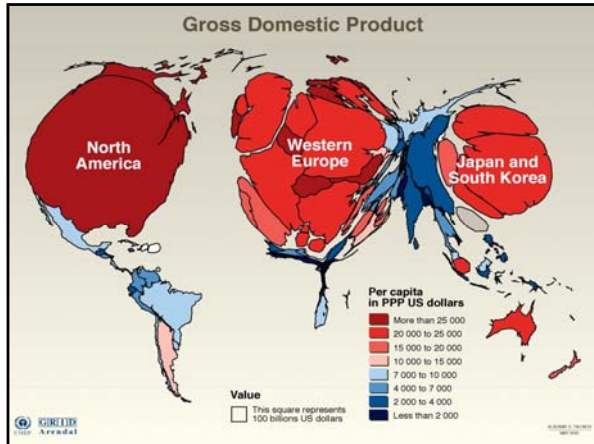 Gross Domestic Product
North
America
Western
Europe
Japan and
South Korea
Per capita
in PPP US dollars
More than 25 000
20 000 to 25 000
15 000 to 20 000
10 000 to 15 000
7 000 to 10 000
4 000 to 7 000
2 000 to 4 000
Less than 2 000
Value
This square represents
100 billions US dollars
UNEP
GRID
Arendal